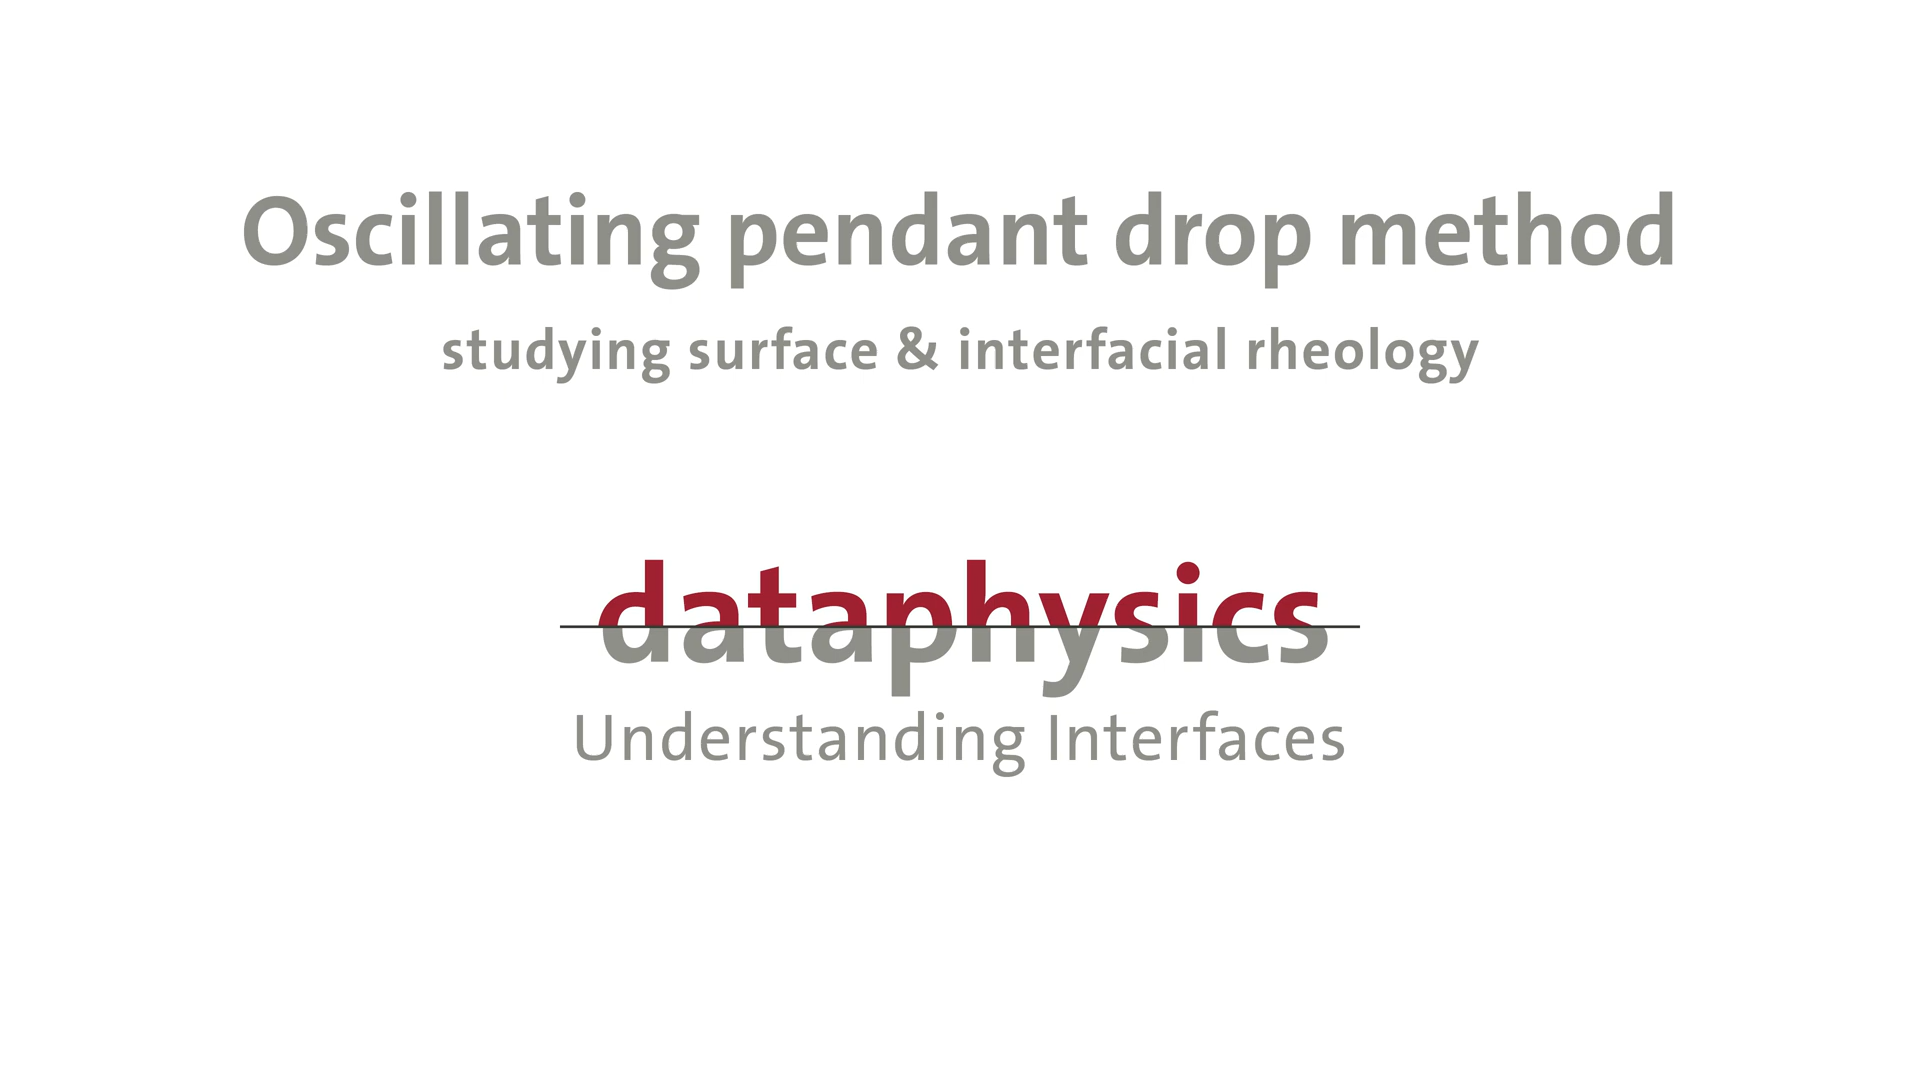 Oscillating pendant drop method
studying surface & interfacial rheology
dataphysics
Understanding Interfaces